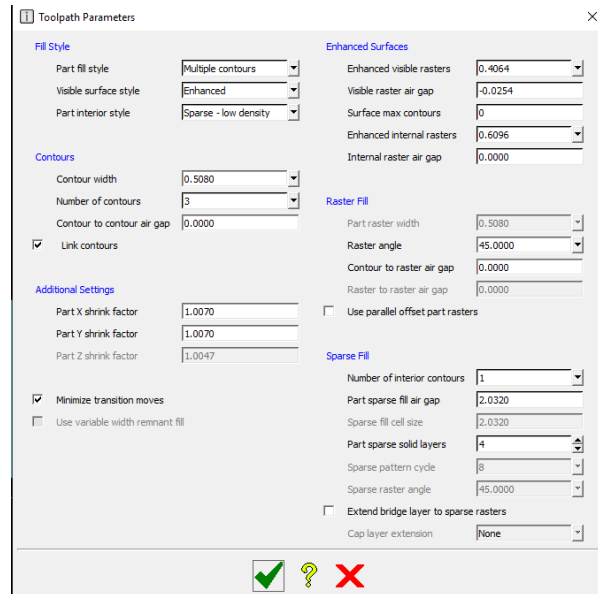 Toolpath Parameters
Fill Style
Part fill style Multiple contours
Visible surface style Enhanced
Part interior style Sparse - low density
Contours
Contour width 0.5080
Number of contours 3
Contour to contour air gap 0.0000
Link contours
Additional Settings
Part X shrink factor 1.0070
Part Y shrink factor 1.0070
Part Z shrink factor 1.0047
Minimize transition moves
Use variable width remnant fill
Enhanced Surfaces
Enhanced visible rasters 0.4064
Visible raster air gap -0.0254
Surface max contours 0
Enhanced internal rasters 0.6096
Internal raster air gap 0.0000
Raster Fill
Part raster width 0.5080
Raster angle 45.0000
Contour to raster air gap 0.0000
Raster to raster air gap 0.0000
Use parallel offset part rasters
Sparse Fill
Number of interior contours 1
Part sparse fill air gap 2.0320
Sparse fill cell size 2.0320
Part sparse solid layers 4
Sparse pattern cycle 8
Sparse raster angle 45.0000
Extend bridge layer to sparse rasters
Cap layer extension None
?